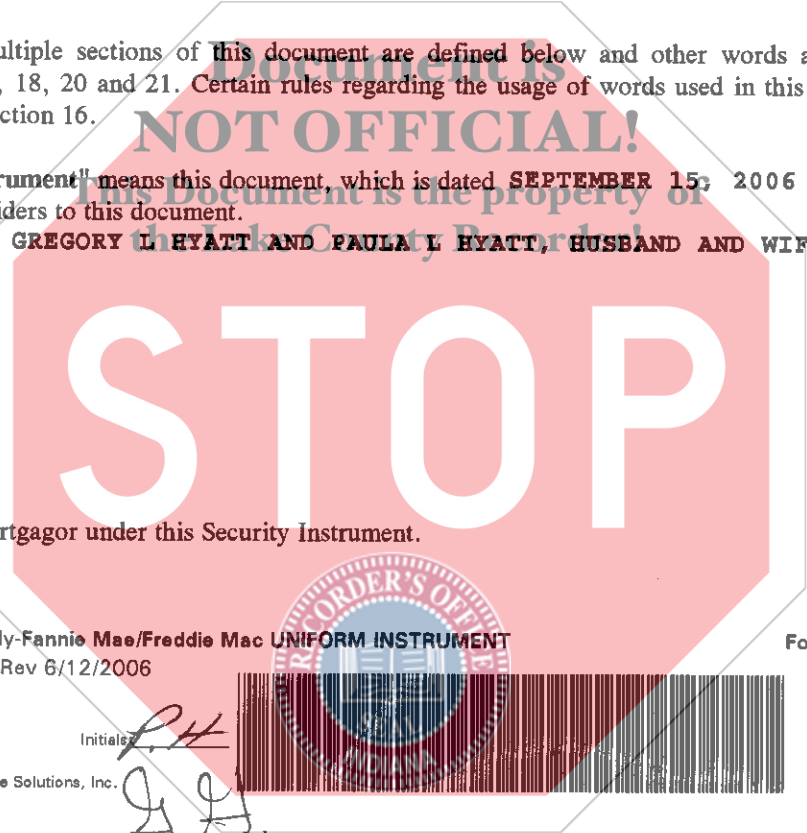 ultiple sections of this document are defined below and other words a
, 18, 20 and 21. Certain rules regarding the usage of words used in this
ction 16.
Document is
NOT OFFICIAL!
This Document is the property of
the Lake County Recorder!
rument" means this document, which is dated SEPTEMBER 15, 2006
iders to this document.
GREGORY L HYATT AND PAULA L HYATT, HUSBAND AND WIF
STOP
rtgagor under this Security Instrument.
RECORDER'S OFFICE
SEAL
INDIANA
ly-Fannie Mae/Freddie Mac UNIFORM INSTRUMENT
Fo
Rev 6/12/2006
Initials: P. H
e Solutions, Inc.
G H.